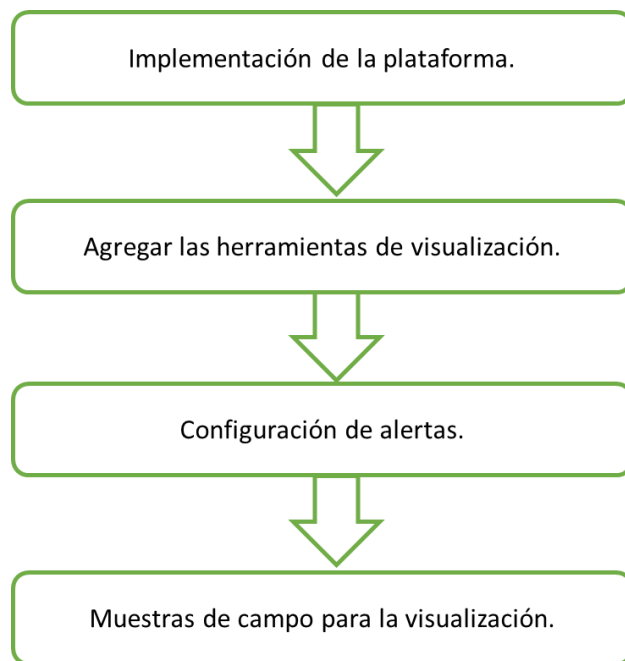 Implementación de la plataforma.
Agregar las herramientas de visualización.
Configuración de alertas.
Muestras de campo para la visualización.